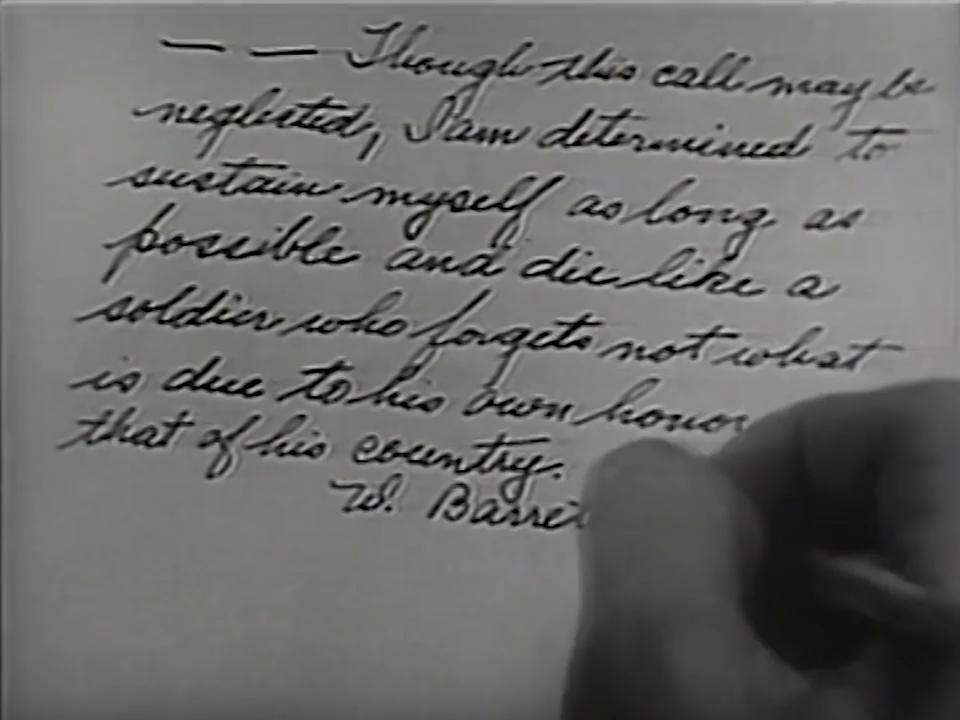 — — Though this call may be
neglected, I am determined to
sustain myself as long as
possible and die like a
soldier who forgets not what
is due to his own honor
that of his country.
W. Barre